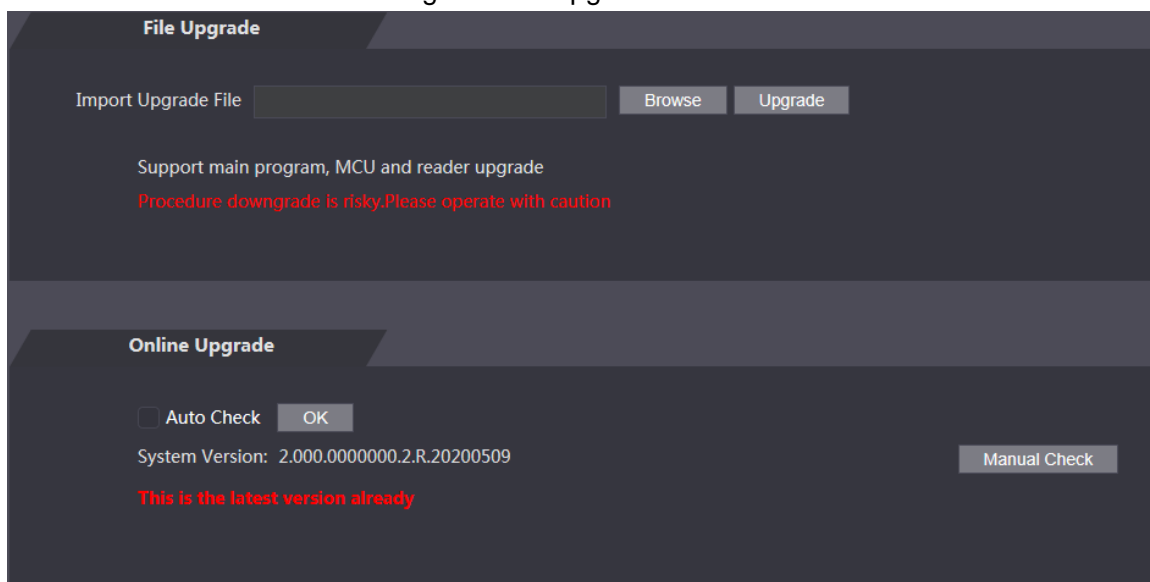 File Upgrade
Import Upgrade File Browse Upgrade
Support main program, MCU and reader upgrade
Procedure downgrade is risky.Please operate with caution
Online Upgrade
Auto Check OK
System Version: 2.000.0000000.2.R.20200509 Manual Check
This is the latest version already